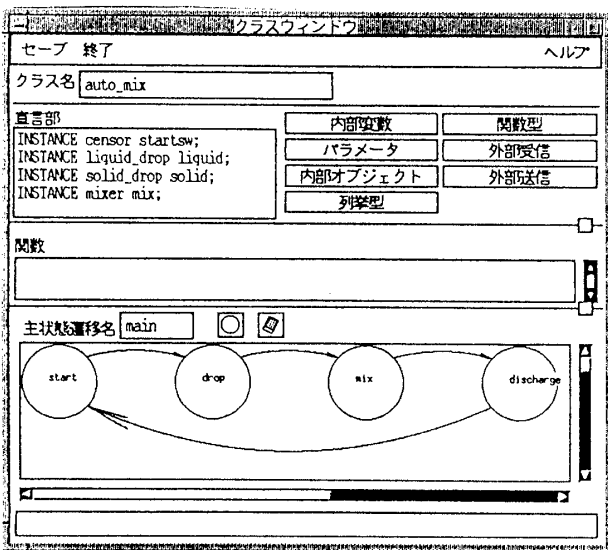 クラスウィンドウ
セーブ 終了 ヘルプ
クラス名 auto_mix
宣言部
INSTANCE censor startsw;
INSTANCE liquid_drop liquid;
INSTANCE solid_drop solid;
INSTANCE mixer mix;
内部変数 関数型
パラメータ 外部受信
内部オブジェクト 外部送信
列挙型
関数
主状態遷移名 main
start drop mix discharge